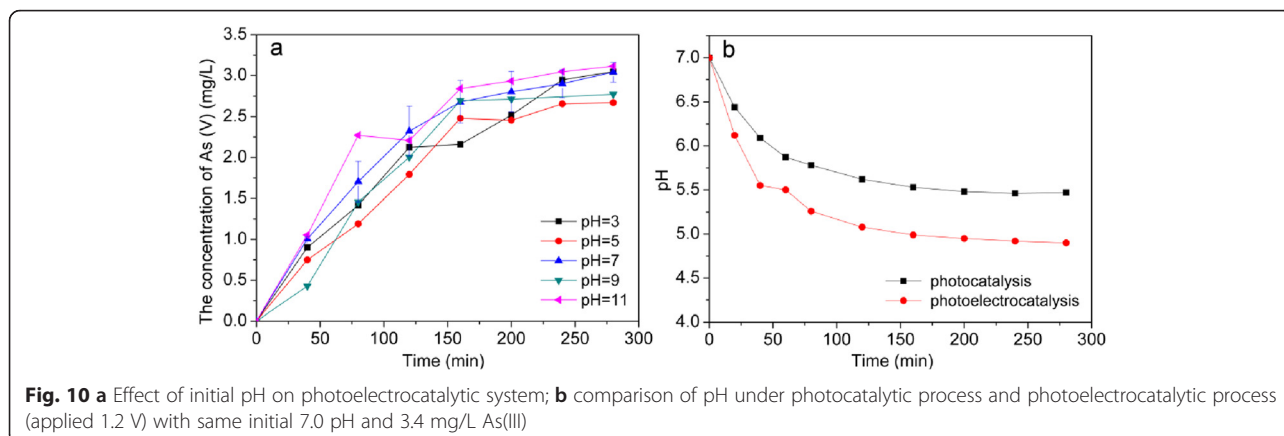 a
The concentration of As (V) (mg/L)
3.5
3.0
2.5
2.0
1.5
1.0
0.5
0.0
0 50 100 150 200 250 300
Time (min)
pH=3
pH=5
pH=7
pH=9
pH=11
b
pH
7.0
6.5
6.0
5.5
5.0
4.5
4.0
0 50 100 150 200 250 300
Time (min)
photocatalysis
photoelectrocatalysis
Fig. 10 a Effect of initial pH on photoelectrocatalytic system; b comparison of pH under photocatalytic process and photoelectrocatalytic process
(applied 1.2 V) with same initial 7.0 pH and 3.4 mg/L As(III)